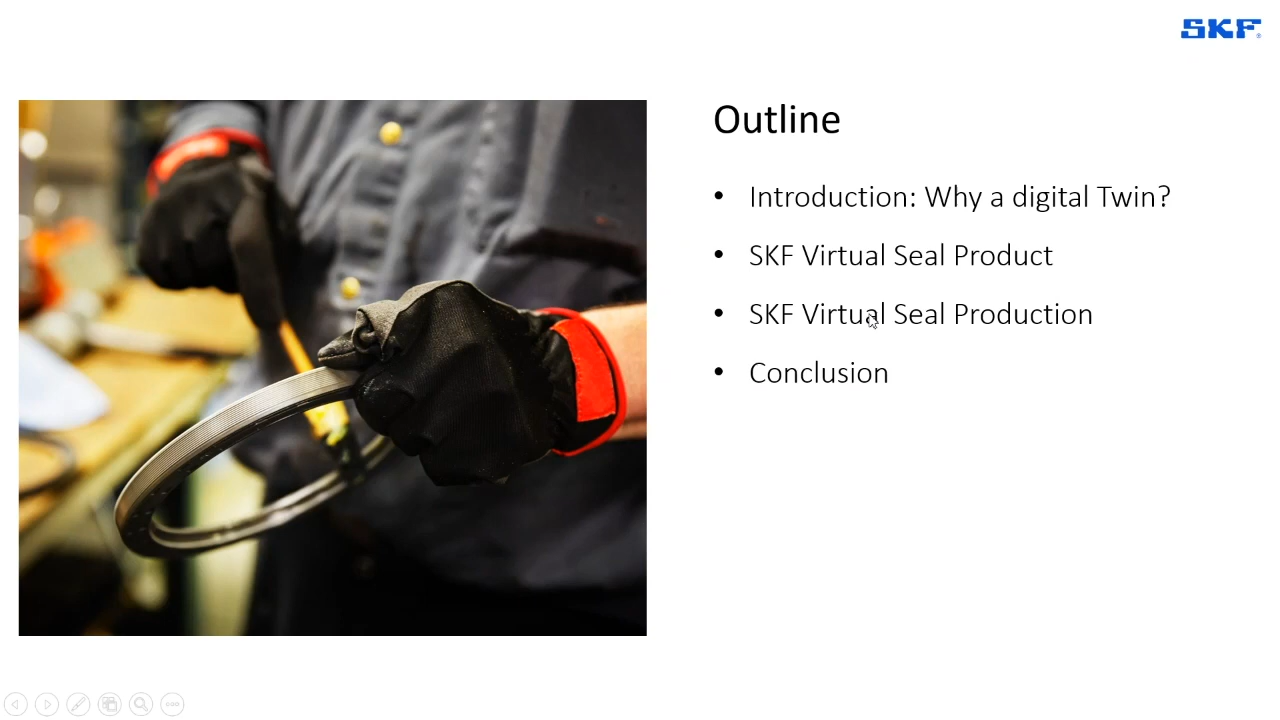 SKF®
Outline
• Introduction: Why a digital Twin?
• SKF Virtual Seal Product
• SKF Virtual Seal Production
• Conclusion